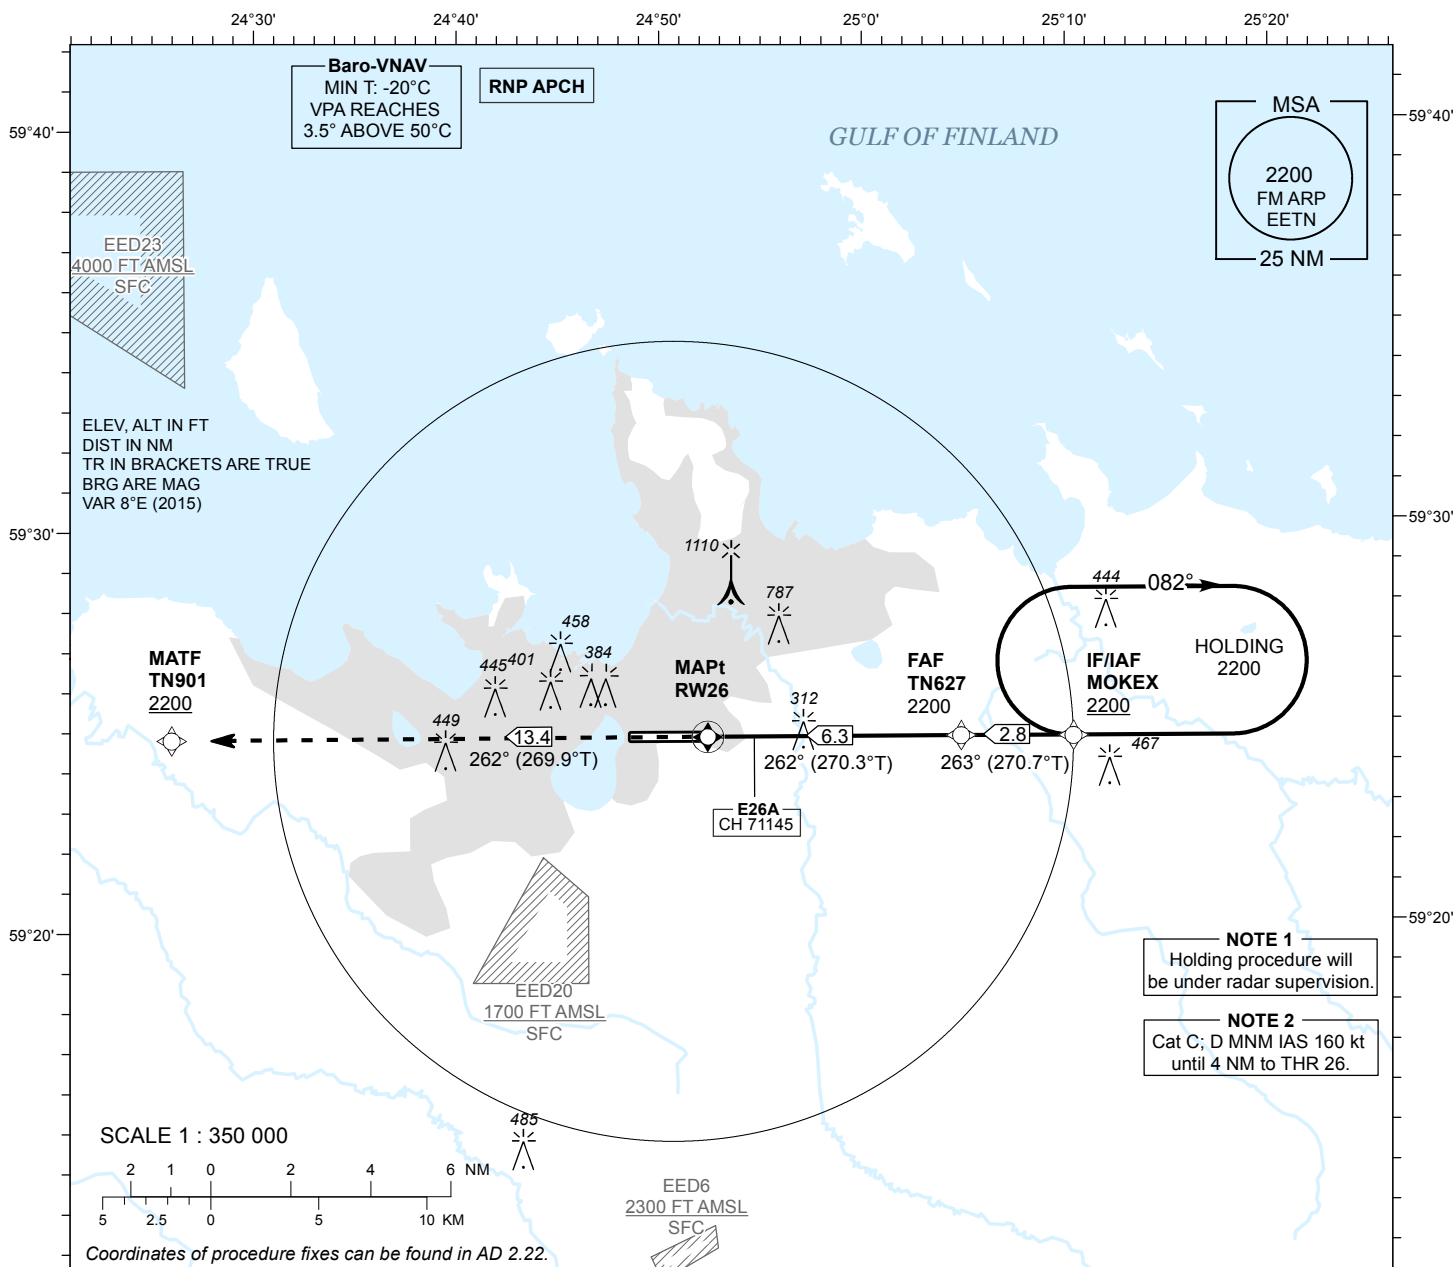 24°30'
24°40'
24°50'
25°0'
25°10'
25°20'
Baro-VNAV
MIN T: -20°C
VPA REACHES
3.5° ABOVE 50°C
RNP APCH
MSA
2200
FM ARP
EETN
25 NM
59°40'
59°40'
GULF OF FINLAND
EED23
4000 FT AMSL
SFC
ELEV, ALT IN FT
DIST IN NM
TR IN BRACKETS ARE TRUE
BRG ARE MAG
VAR 8°E (2015)
59°30'
59°30'
1110
787
444
082°
458
HOLDING
2200
MATF
TN901
2200
445
401
384
MAPt
RW26
FAF
TN627
2200
IF/IAF
MOKEX
2200
449
312
467
13.4
6.3
2.8
262° (269.9°T)
262° (270.3°T)
263° (270.7°T)
E26A
CH 71145
59°20'
59°20'
NOTE 1
Holding procedure will
be under radar supervision.
EED20
1700 FT AMSL
SFC
NOTE 2
Cat C; D MNM IAS 160 kt
until 4 NM to THR 26.
485
SCALE 1 : 350 000
2 1 0 2 4 6 NM
5 2.5 0 5 10 KM
EED6
2300 FT AMSL
SFC
Coordinates of procedure fixes can be found in AD 2.22.